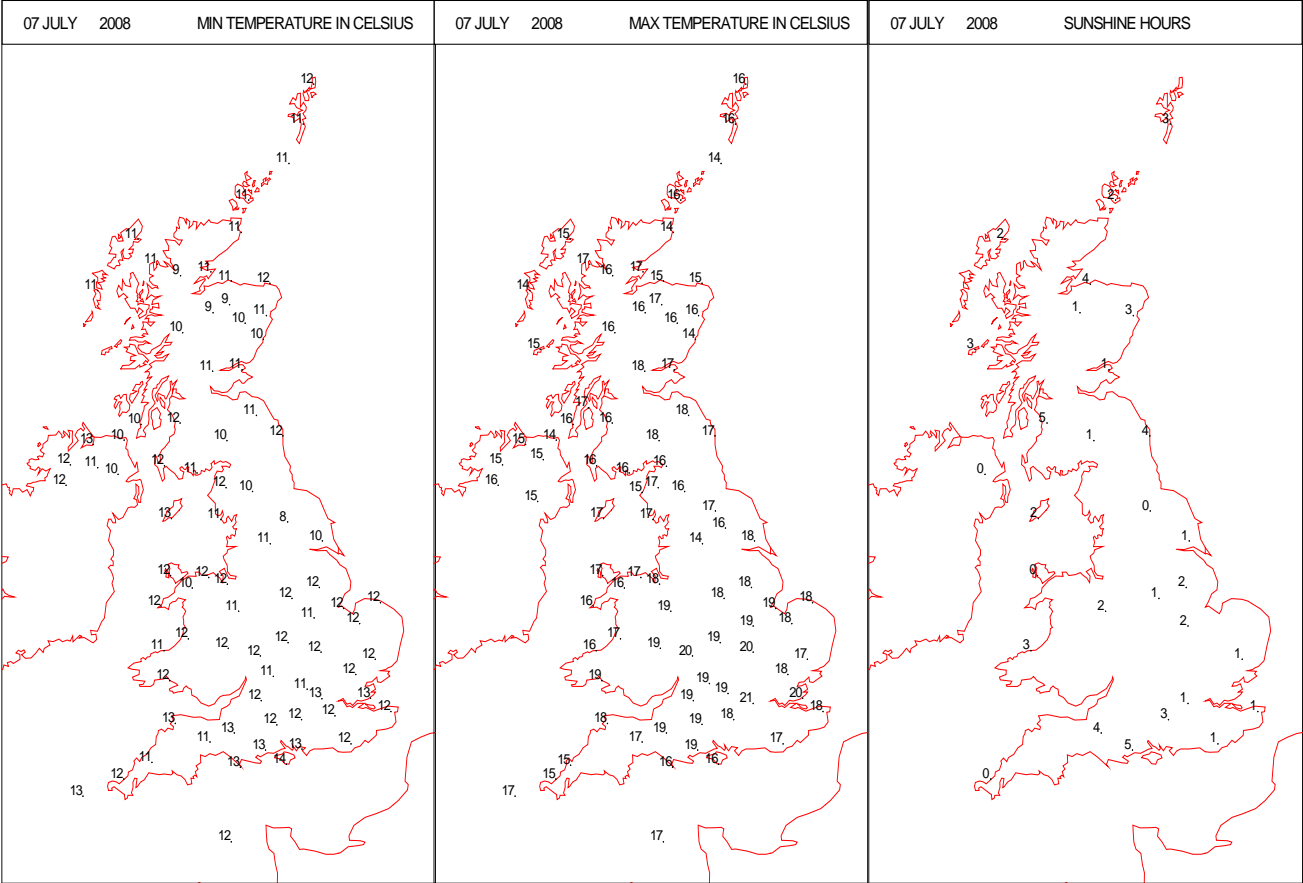 07 JULY 2008 MIN TEMPERATURE IN CELSIUS
12
11
11
11
11
11
11
9 11
11 11 12
9
9 11
10
10 10
11 11
11
10 12
13 10 10 12
12 11 10 12 11
12 12 10
13 11 8
11 10
12 12
10 12 12
12 11 12 12 12
11 12
12 12
11 12 12 12 12
12 11 12
12 11 13 13 12
13 12 12 12
13 11
13 13 12
11 13 14
12
13
12
07 JULY 2008 MAX TEMPERATURE IN CELSIUS
16
16
14
16
14
15
17
16 17
14 15 15
17
16 16
16
16 14
15
18 17
17 18
16 16
15 14 18 17
15 15 16 16 16
16 15 17 16
15
17 17 17
16
14 18
17 17
16 18 18
16 19 18 19 18
19 18
17 19
16 19 20 20 17
19 18
19 19 19 21 20 18
18 19 18
19 17
19 17
15 16 16
15
17
17
07 JULY 2008 SUNSHINE HOURS
3
2
2
4
1 3
3
1
5
1 4
0
0
2
1
0
2
2 1
2
3
1
1 1
3
4
5 1
0